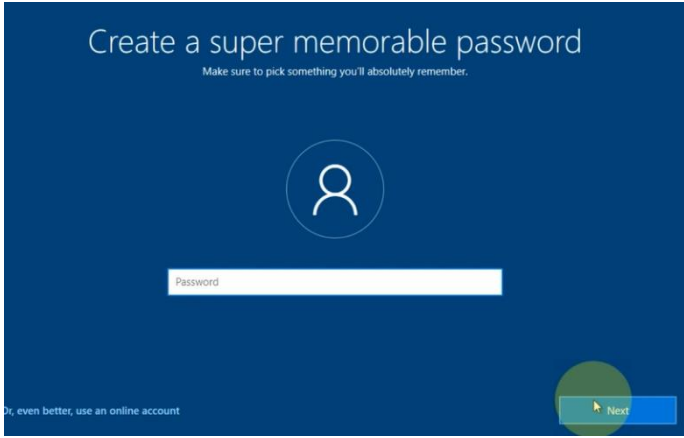 Create a super memorable password
Make sure to pick something you'll absolutely remember.
Password
Or, even better, use an online account
Next